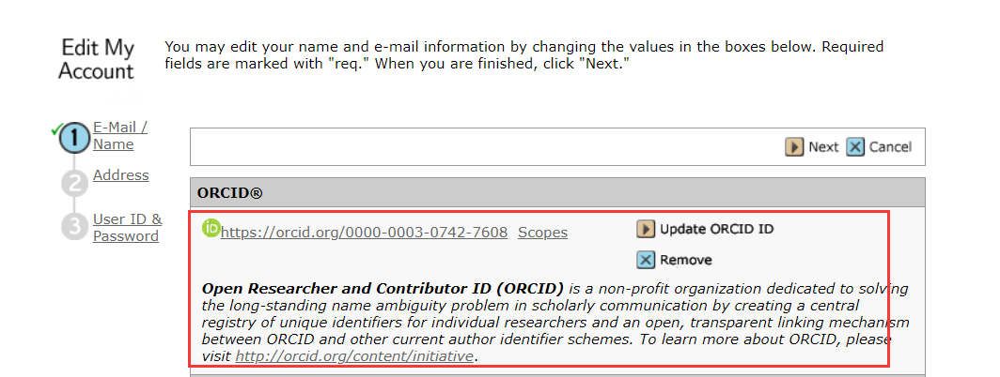 Edit My
Account
You may edit your name and e-mail information by changing the values in the boxes below. Required
fields are marked with "req." When you are finished, click "Next."
1
E-Mail /
Name
2
Address
3
User ID &
Password
Next Cancel
ORCID®
iD https://orcid.org/0000-0003-0742-7608 Scopes
Update ORCID ID
Remove
Open Researcher and Contributor ID (ORCID) is a non-profit organization dedicated to solving
the long-standing name ambiguity problem in scholarly communication by creating a central
registry of unique identifiers for individual researchers and an open, transparent linking mechanism
between ORCID and other current author identifier schemes. To learn more about ORCID, please
visit http://orcid.org/content/initiative.